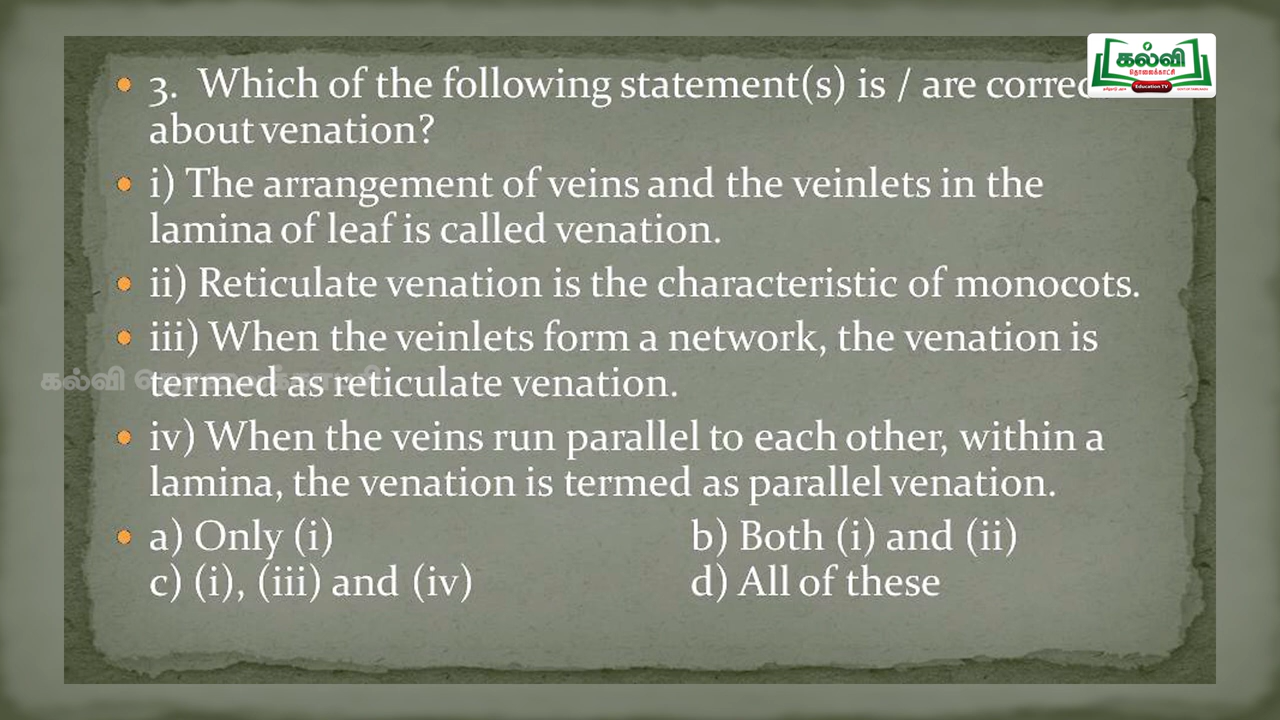 கல்வி
தொலைக்காட்சி
Education TV
• 3. Which of the following statement(s) is / are correc
about venation?
• i) The arrangement of veins and the veinlets in the
lamina of leaf is called venation.
• ii) Reticulate venation is the characteristic of monocots.
• iii) When the veinlets form a network, the venation is
கல்வி தொலைக்காட்சி
termed as reticulate venation.
• iv) When the veins run parallel to each other, within a
lamina, the venation is termed as parallel venation.
• a) Only (i) b) Both (i) and (ii)
c) (i), (iii) and (iv) d) All of these